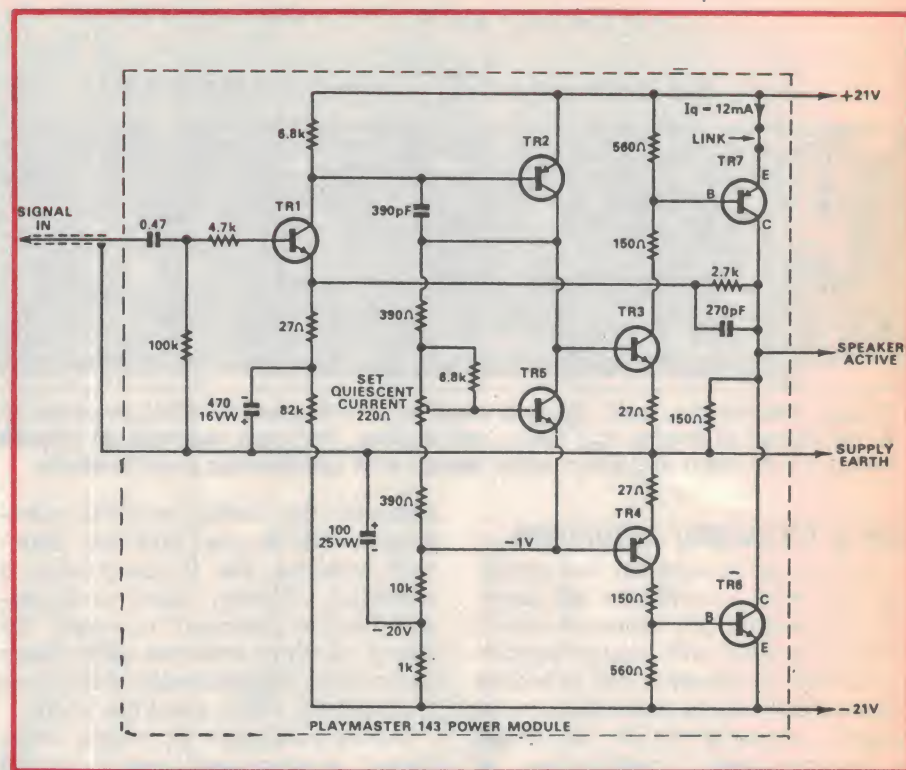 +21V
Iq = 12mA
LINK
TR7
6.8k
TR2
560Ω
E
B
C
SIGNAL
IN
0.47
4.7k
TR1
390pF
150Ω
2.7k
270pF
390Ω
TR3
27Ω
100k
SPEAKER
ACTIVE
SET
QUIESCENT
CURRENT
220Ω
6.8k
TR5
27Ω
470
16VW
82k
150Ω
SUPPLY
EARTH
390Ω
27Ω
TR4
100
25VW
-1V
10k
150Ω
TR6
C
B
E
-20V
1k
560Ω
-21V
PLAYMASTER 143 POWER MODULE